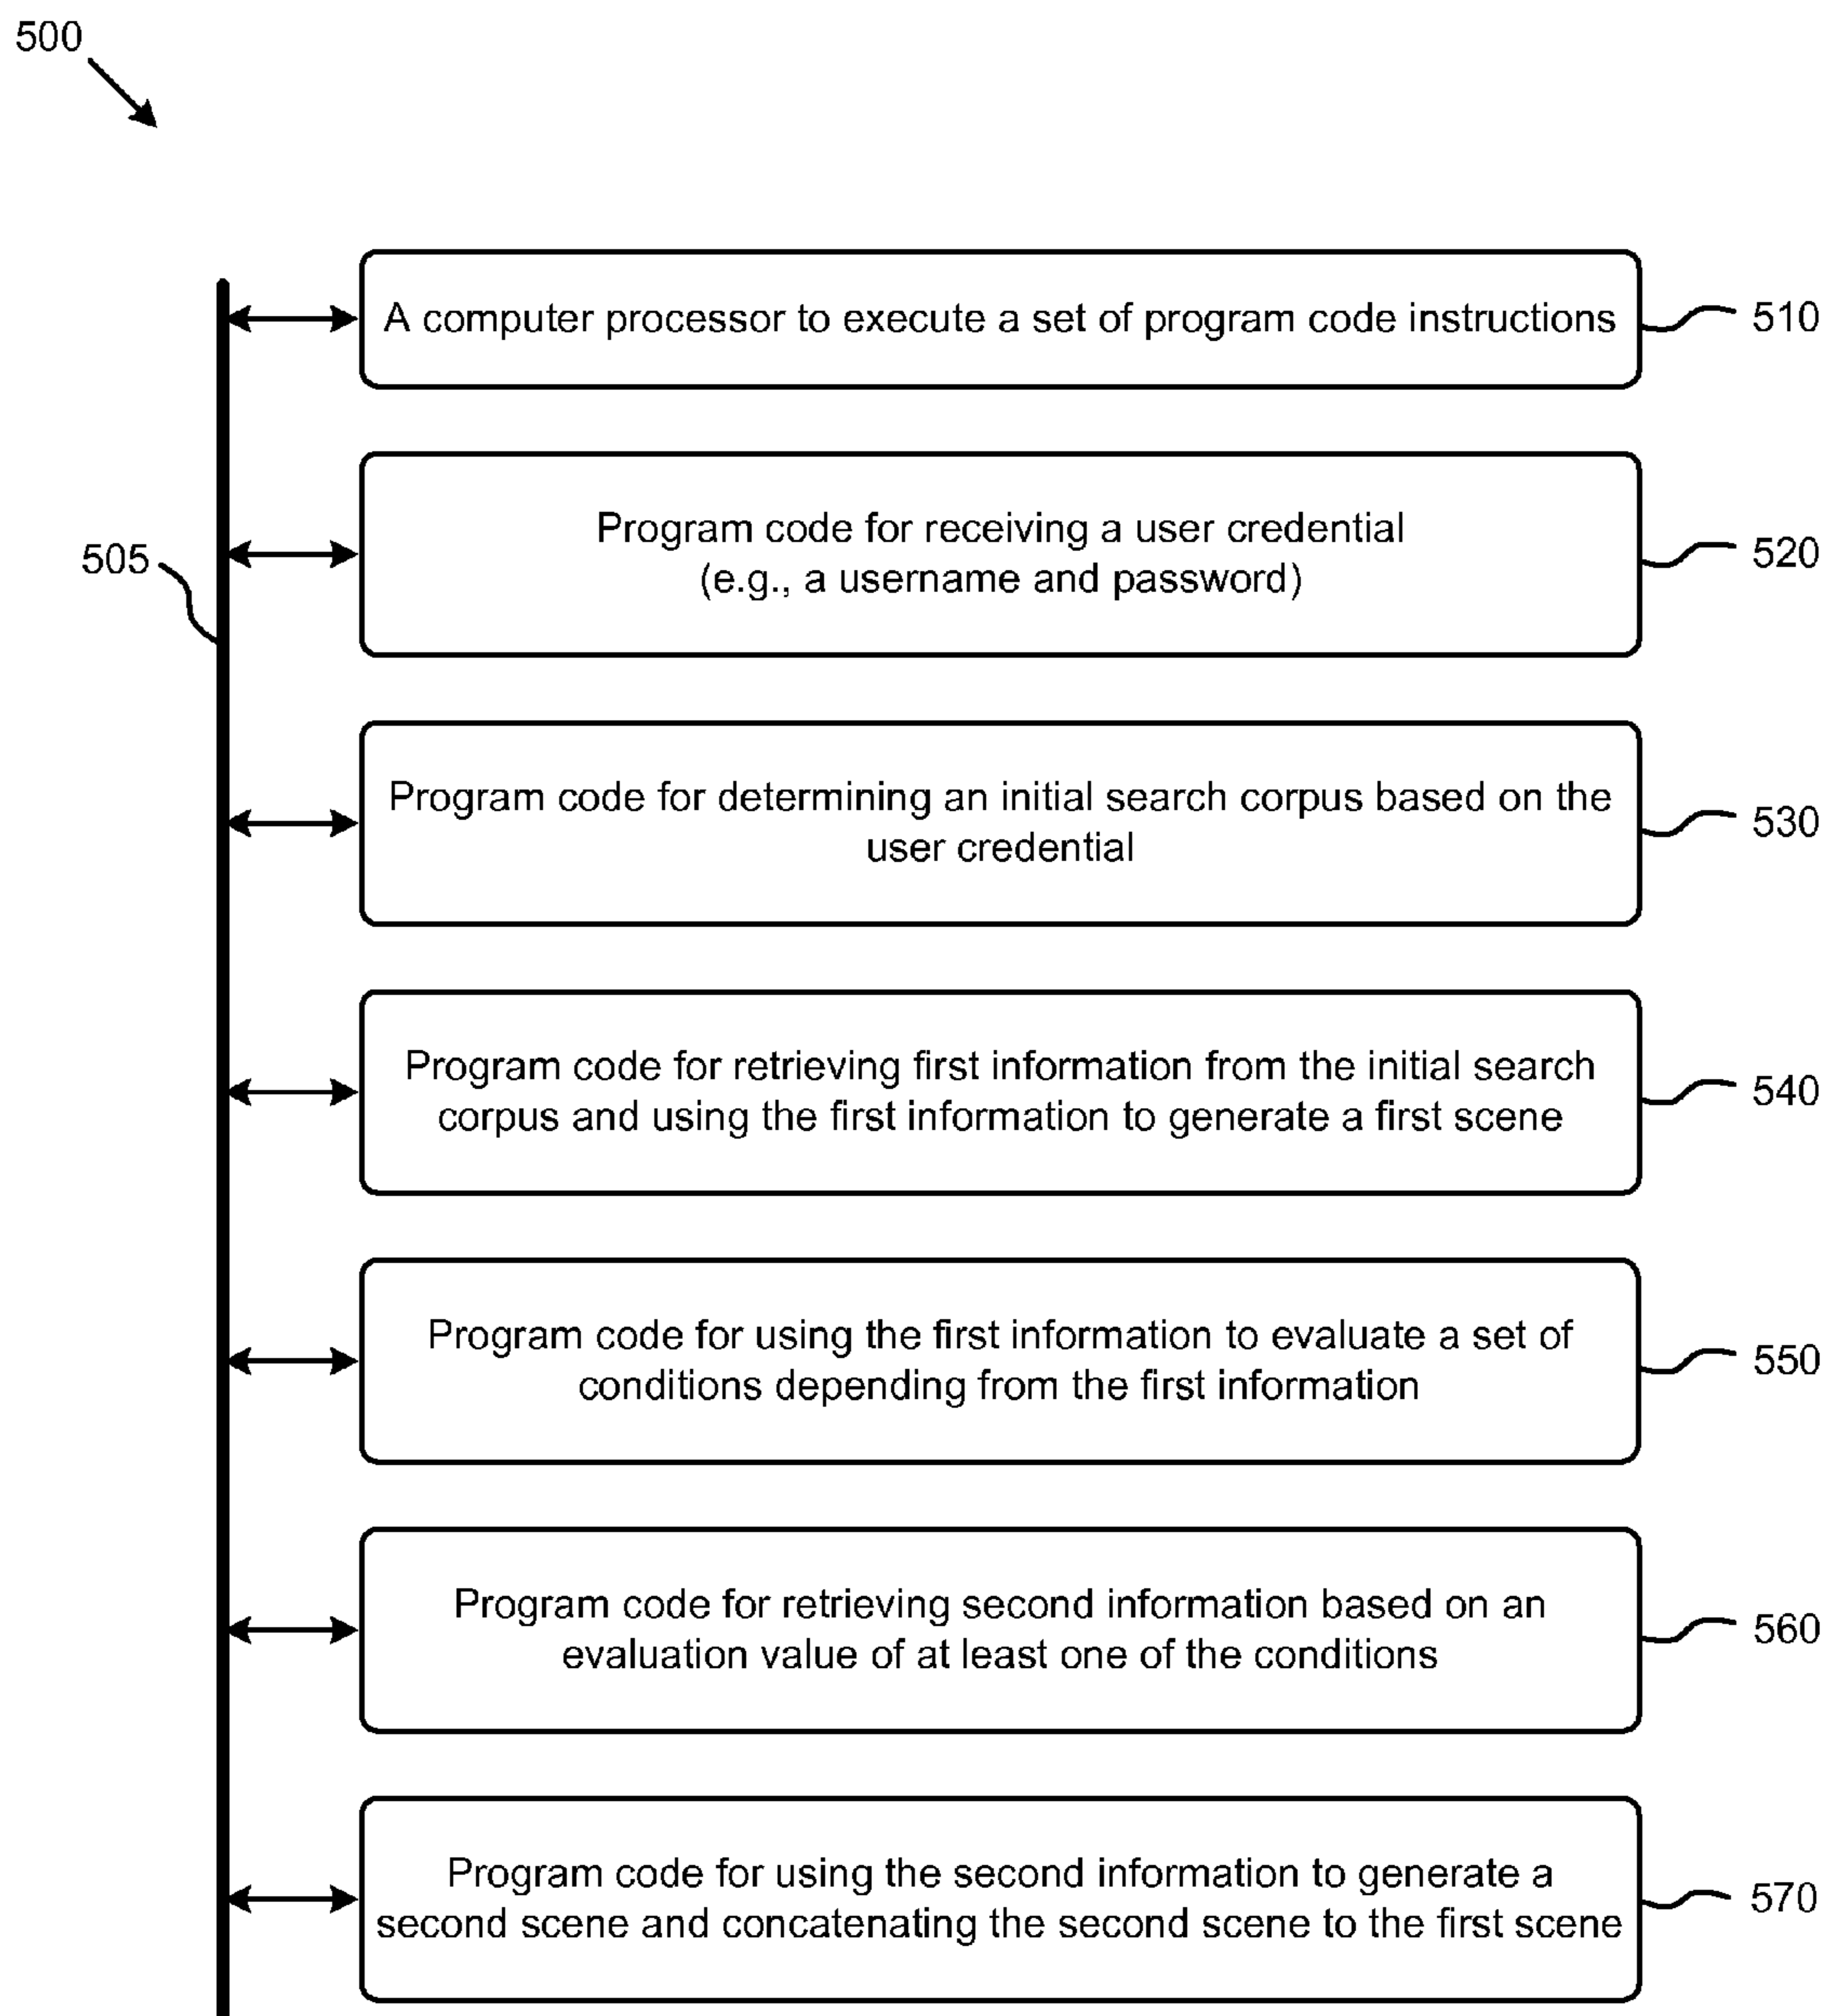 500
A computer processor to execute a set of program code instructions
510
Program code for receiving a user credential
(e.g., a username and password)
520
505
Program code for determining an initial search corpus based on the
user credential
530
Program code for retrieving first information from the initial search
corpus and using the first information to generate a first scene
540
Program code for using the first information to evaluate a set of
conditions depending from the first information
550
Program code for retrieving second information based on an
evaluation value of at least one of the conditions
560
Program code for using the second information to generate a
second scene and concatenating the second scene to the first scene
570